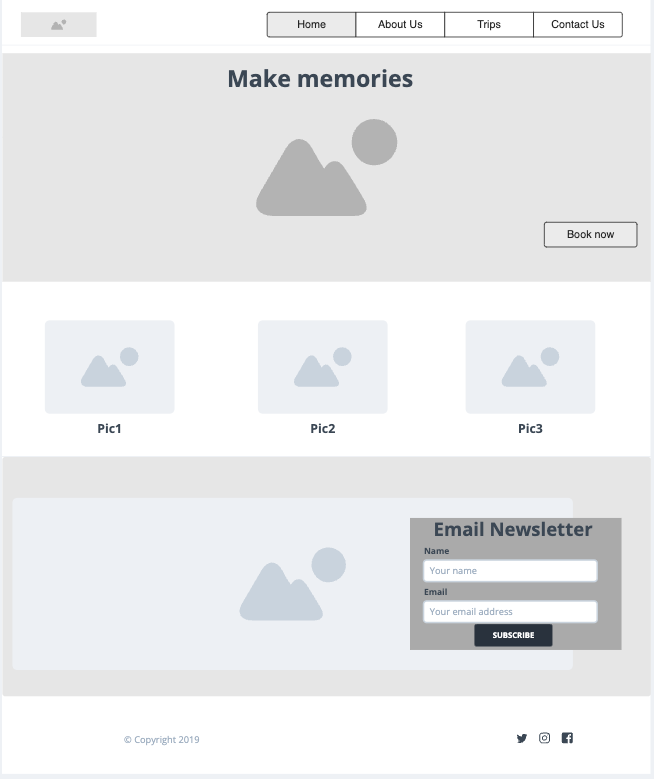 Home
About Us
Trips
Contact Us
Make memories
Book now
Pic1
Pic2
Pic3
Email Newsletter
Name
Your name
Email
Your email address
SUBSCRIBE
© Copyright 2019